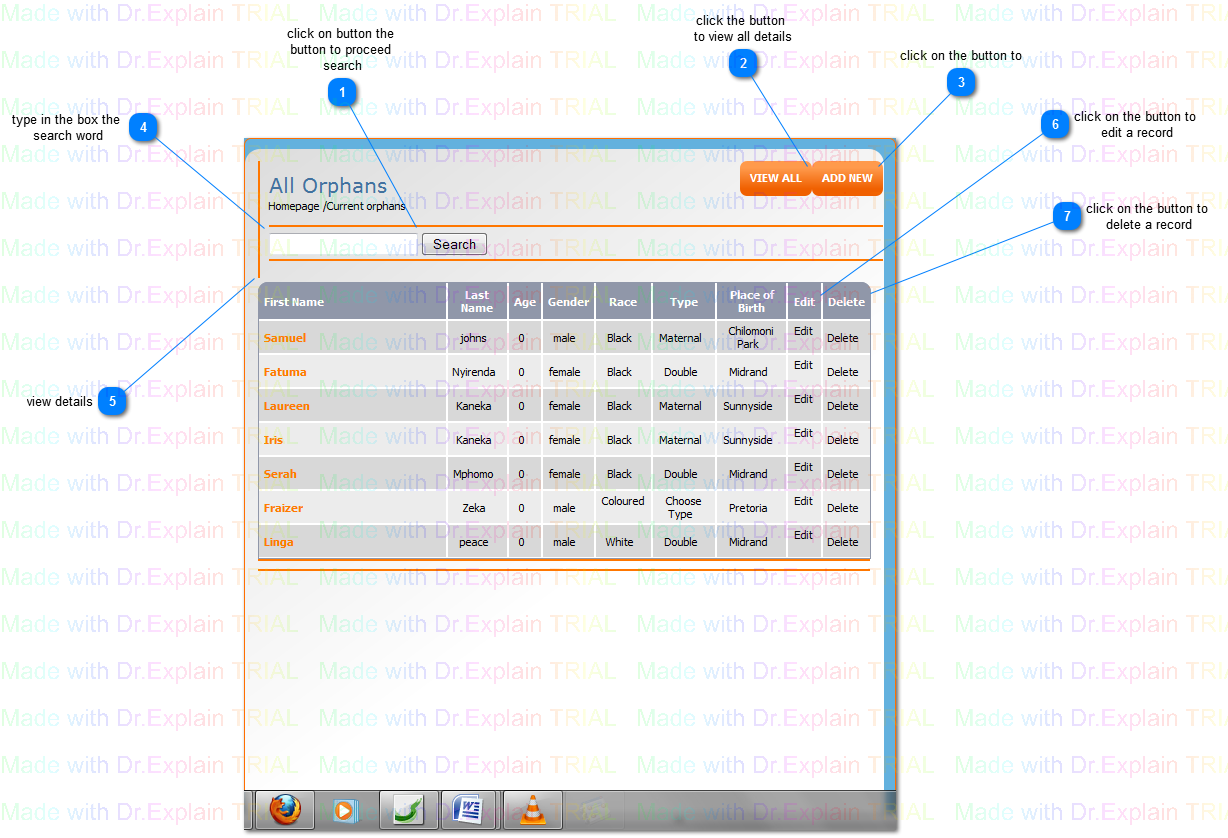 click on button the
button to proceed
search
1
click the button
to view all details
2
click on the button to
3
type in the box the
search word
4
6
click on the button to
edit a record
7
click on the button to
delete a record
All Orphans
Homepage /Current orphans
VIEW ALL ADD NEW
Search
First Name Last Name Age Gender Race Type Place of Birth Edit Delete
Samuel johns 0 male Black Maternal Chilomoni Park Edit Delete
Fatuma Nyirenda 0 female Black Double Midrand Edit Delete
Laureen Kaneka 0 female Black Maternal Sunnyside Edit Delete
Iris Kaneka 0 female Black Maternal Sunnyside Edit Delete
Serah Mphomo 0 female Black Double Midrand Edit Delete
Fraizer Zeka 0 male Coloured Choose Type Pretoria Edit Delete
Linga peace 0 male White Double Midrand Edit Delete
view details 5
Made with Dr.Explain TRIAL